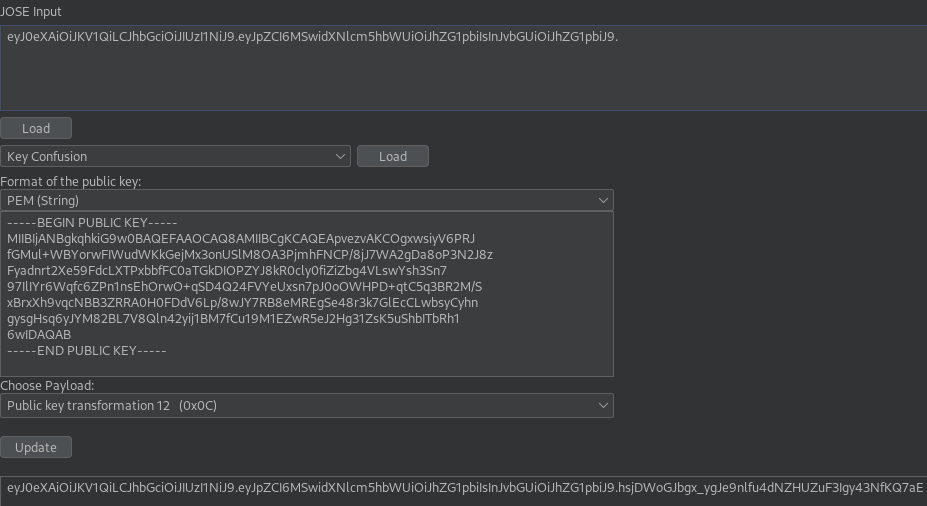 JOSE Input
eyJ0eXAiOiJKV1QiLCJhbGciOiJIUzI1NiJ9.eyJpZCI6MSwidXNlcm5hbWUiOiJhZG1pbiIsInJvbGUiOiJhZG1pbiJ9.
Load
Key Confusion
Load
Format of the public key:
PEM (String)
-----BEGIN PUBLIC KEY-----
MIIBIjANBgkqhkiG9w0BAQEFAAOCAQ8AMIIBCgKCAQEApvezvAKCOgxwsiyV6PRJ
fGMul+WBYorwFIWudWKkGejMx3onUSlM8OA3PjmhFNCP/8jJ7WA2gDa8oP3N2J8z
Fyadnrt2Xe59FdcLXTPxbbfFC0aTGkDIOPZYJ8kR0cly0fiZiZbg4VLswYsh3Sn7
97IlIYr6Wqfc6ZPn1nsEhOrwO+qSD4Q24FVYeUxsn7pJ0oOWHPD+qtC5q3BR2M/S
xBrxXh9vqcNBB3ZRRA0H0FDdV6Lp/8wJY7RB8eMREgSe48r3k7GlEcCLwbsyCyhn
gysgHsq6yJYM82BL7V8Qln42yij1BM7fCu19M1EZwR5eJ2Hg31ZsK5uShbITbRh1
6wIDAQAB
-----END PUBLIC KEY-----
Choose Payload:
Public key transformation 12 (0x0C)
Update
eyJ0eXAiOiJKV1QiLCJhbGciOiJIUzI1NiJ9.eyJpZCI6MSwidXNlcm5hbWUiOiJhZG1pbiIsInJvbGUiOiJhZG1pbiJ9.hsjDWoGJbgx_ygJe9nlfu4dNZHUZuF3Igy43NfKQ7aE